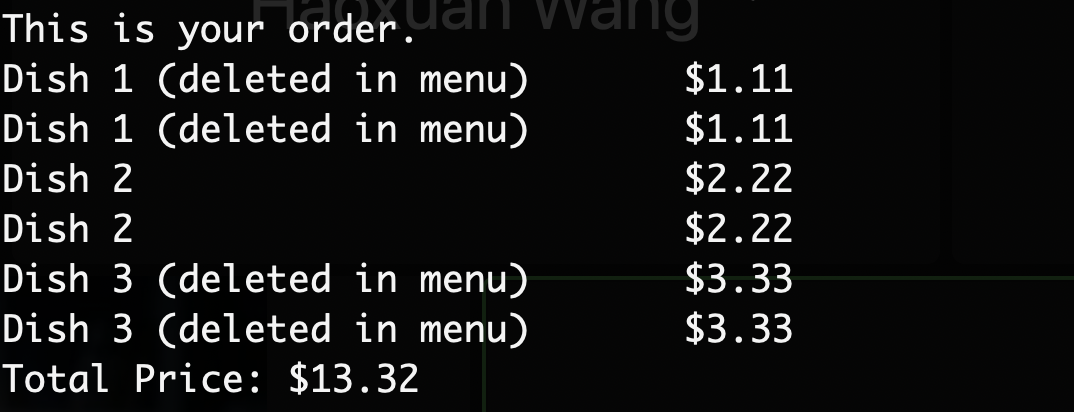 Haoxuan Wang
This is your order.
Dish 1 (deleted in menu) $1.11
Dish 1 (deleted in menu) $1.11
Dish 2 $2.22
Dish 2 $2.22
Dish 3 (deleted in menu) $3.33
Dish 3 (deleted in menu) $3.33
Total Price: $13.32